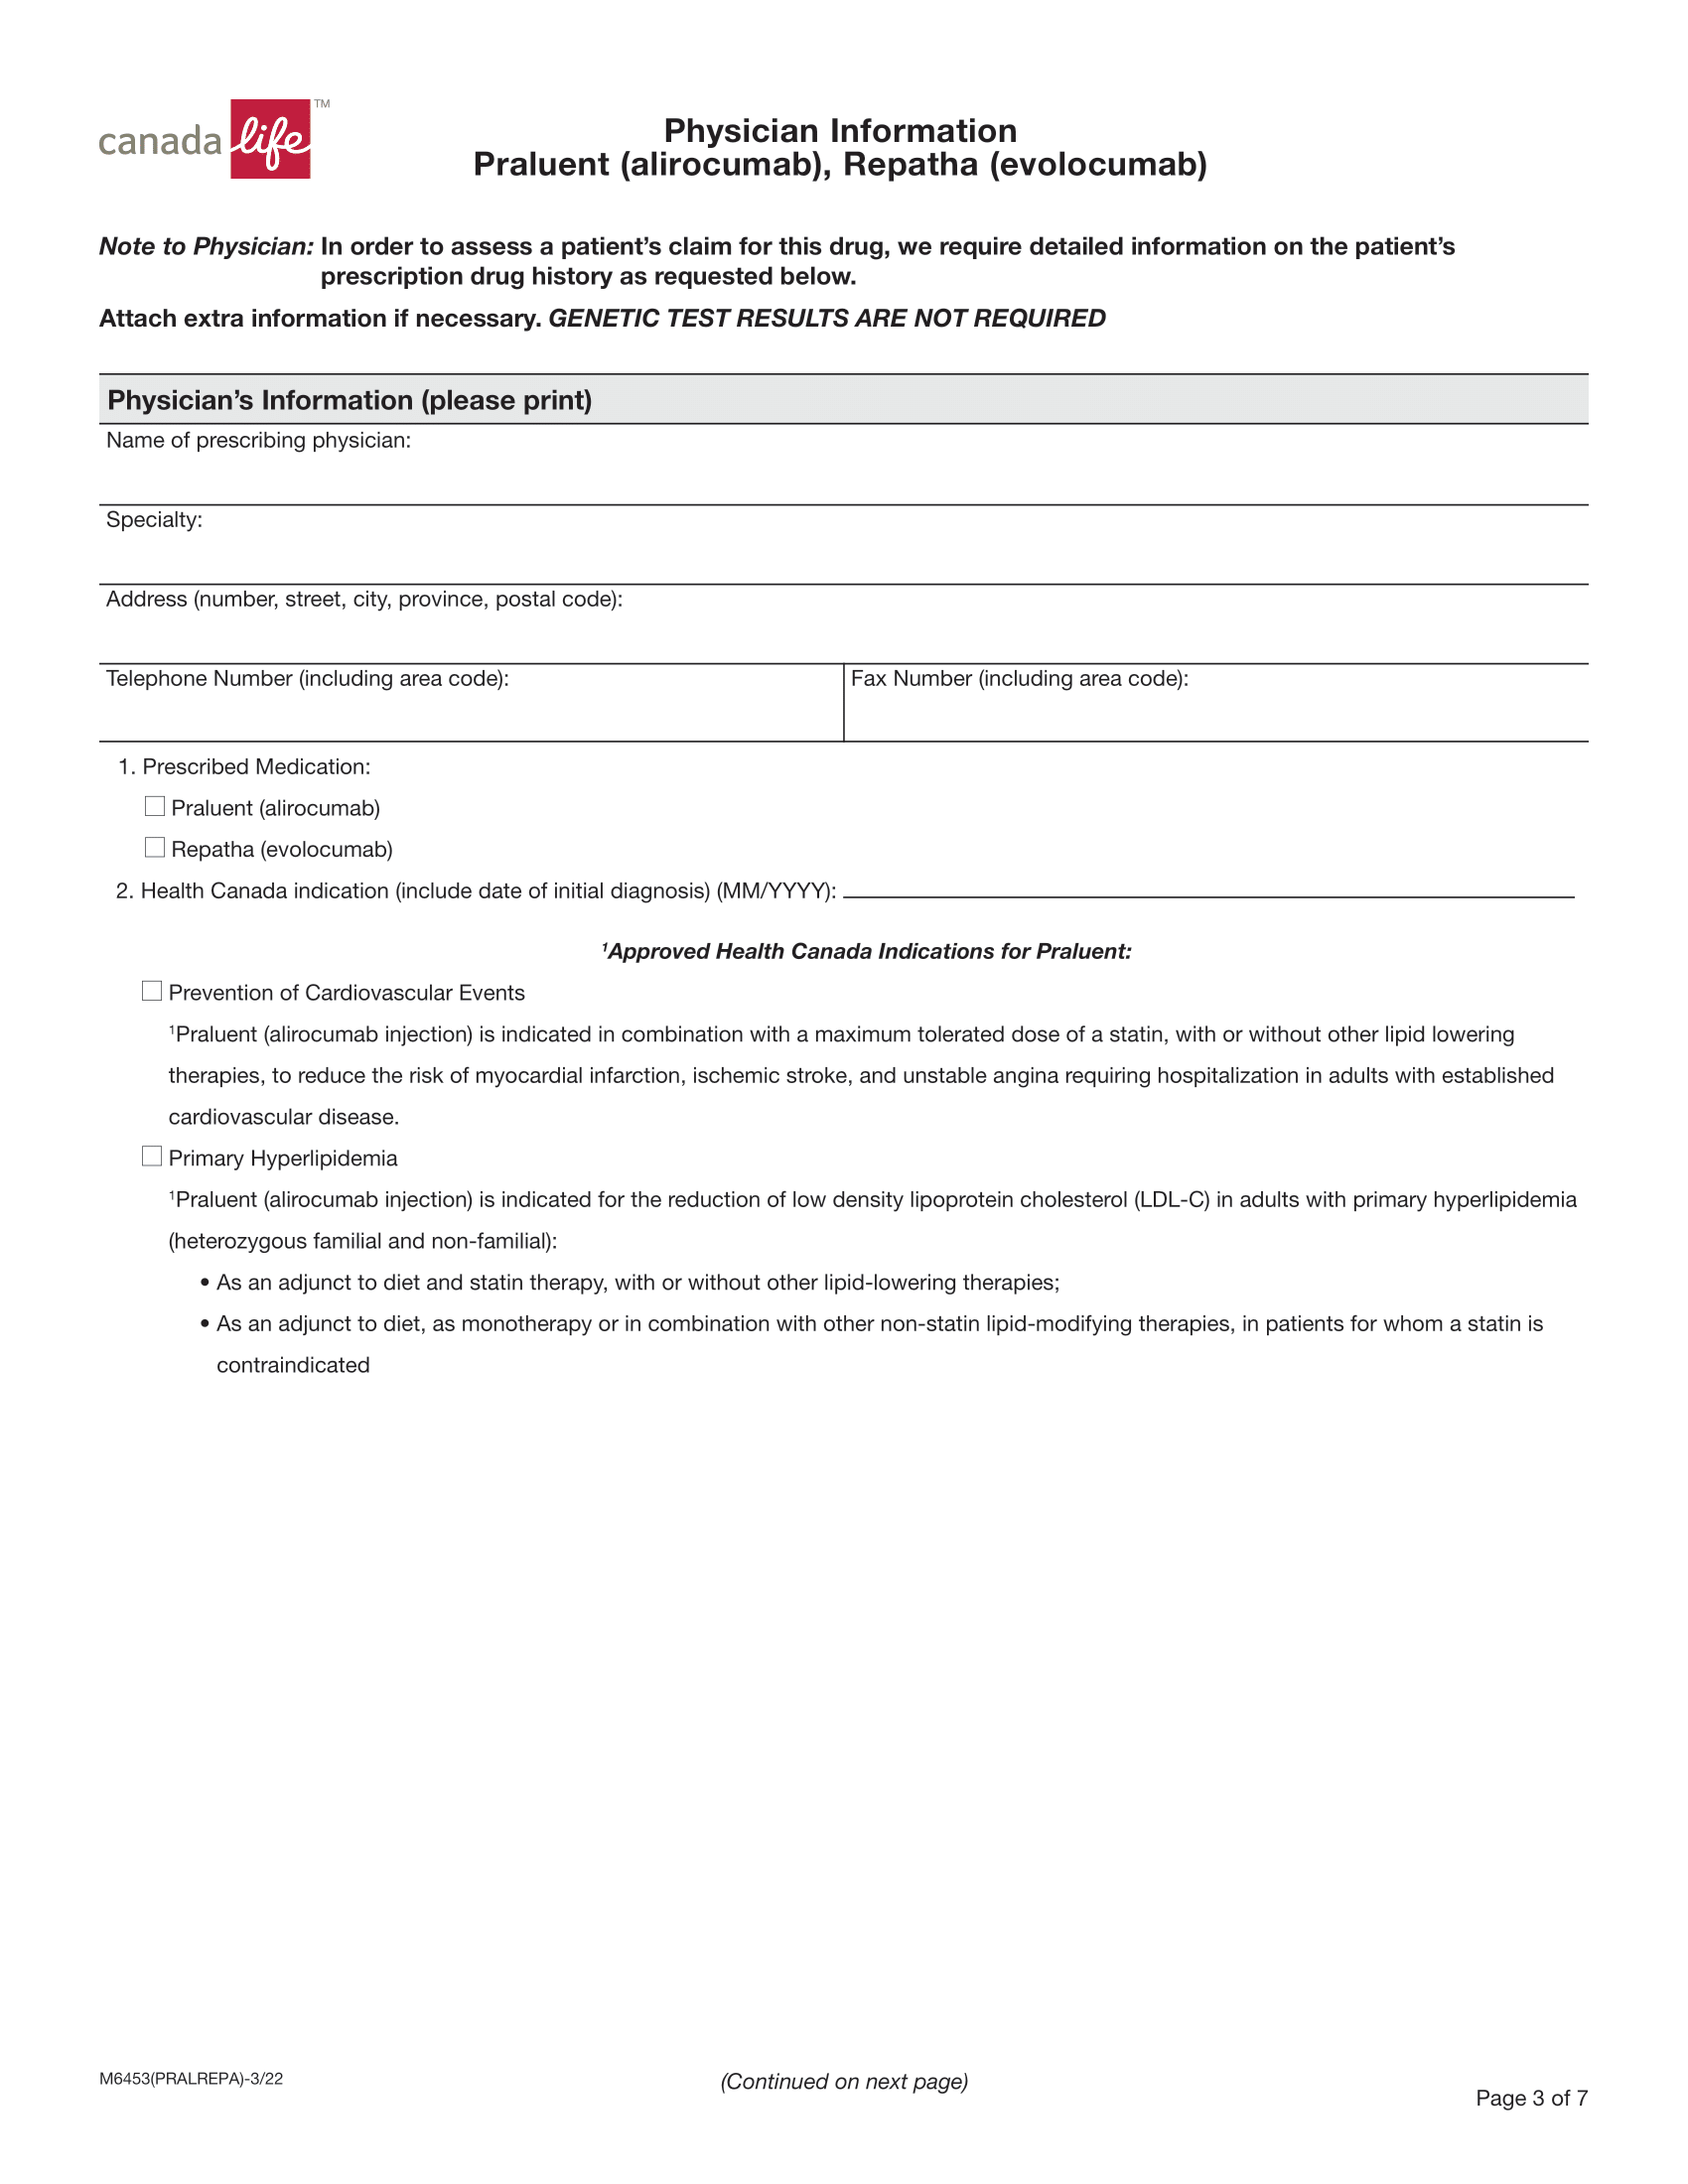 canada life™
Physician Information
Praluent (alirocumab), Repatha (evolocumab)
Note to Physician: In order to assess a patient’s claim for this drug, we require detailed information on the patient’s
prescription drug history as requested below.
Attach extra information if necessary. GENETIC TEST RESULTS ARE NOT REQUIRED
Physician’s Information (please print)
Name of prescribing physician:
Specialty:
Address (number, street, city, province, postal code):
Telephone Number (including area code):
Fax Number (including area code):
1. Prescribed Medication:
☐ Praluent (alirocumab)
☐ Repatha (evolocumab)
2. Health Canada indication (include date of initial diagnosis) (MM/YYYY):
¹Approved Health Canada Indications for Praluent:
☐ Prevention of Cardiovascular Events
¹Praluent (alirocumab injection) is indicated in combination with a maximum tolerated dose of a statin, with or without other lipid lowering
therapies, to reduce the risk of myocardial infarction, ischemic stroke, and unstable angina requiring hospitalization in adults with established
cardiovascular disease.
☐ Primary Hyperlipidemia
¹Praluent (alirocumab injection) is indicated for the reduction of low density lipoprotein cholesterol (LDL-C) in adults with primary hyperlipidemia
(heterozygous familial and non-familial):
• As an adjunct to diet and statin therapy, with or without other lipid-lowering therapies;
• As an adjunct to diet, as monotherapy or in combination with other non-statin lipid-modifying therapies, in patients for whom a statin is
contraindicated
M6453(PRALREPA)-3/22
(Continued on next page)
Page 3 of 7